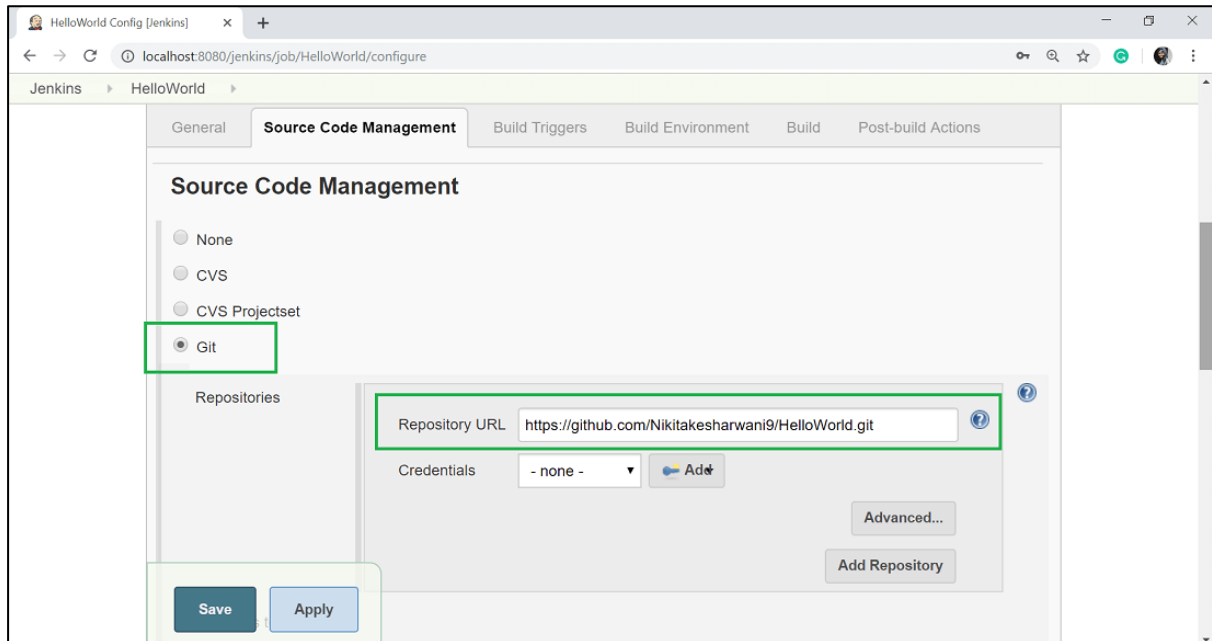 HelloWorld Config [Jenkins]
localhost:8080/jenkins/job/HelloWorld/configure
Jenkins HelloWorld
General Source Code Management Build Triggers Build Environment Build Post-build Actions
Source Code Management
None
CVS
CVS Projectset
Git
Repositories
Repository URL https://github.com/Nikitakesharwani9/HelloWorld.git
Credentials - none - Add
Advanced...
Add Repository
Save Apply